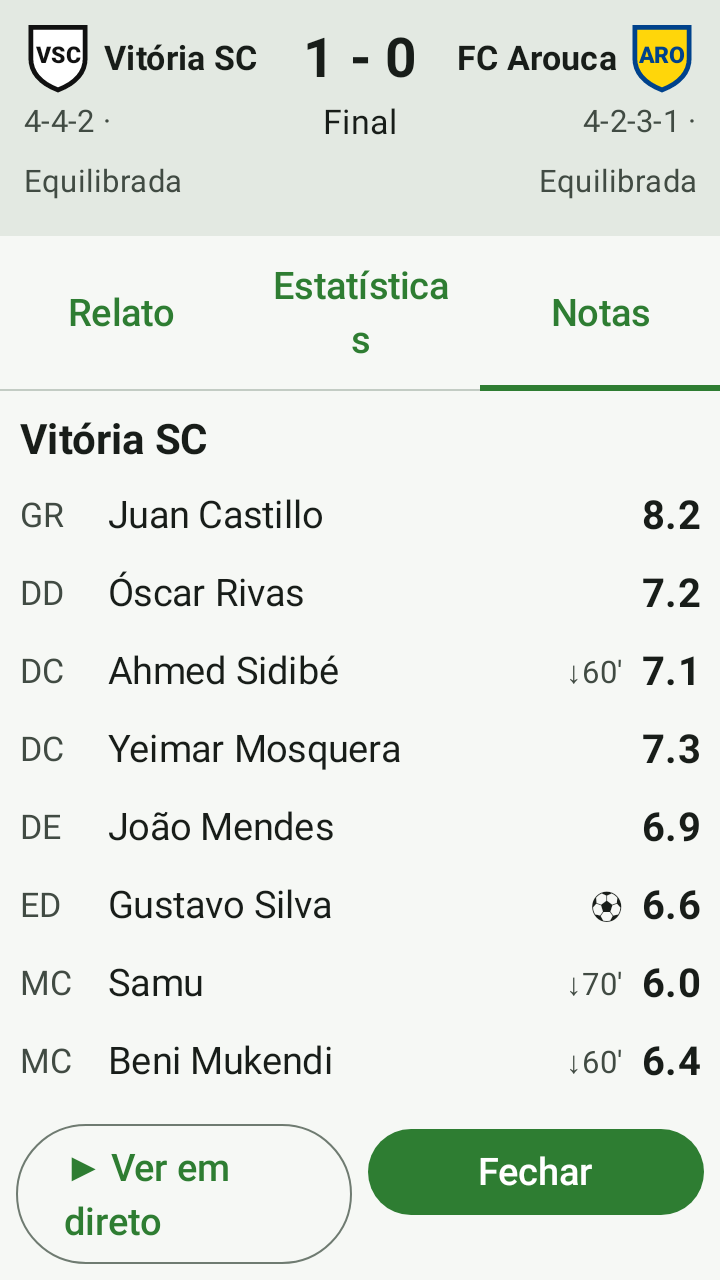 VSC Vitória SC 1 - 0 FC Arouca ARO
4-4-2 · Final 4-2-3-1 ·
Equilibrada Equilibrada
Relato Estatística
s Notas
Vitória SC
GR Juan Castillo 8.2
DD Óscar Rivas 7.2
DC Ahmed Sidibé ↓60' 7.1
DC Yeimar Mosquera 7.3
DE João Mendes 6.9
ED Gustavo Silva ⚽ 6.6
MC Samu ↓70' 6.0
MC Beni Mukendi ↓60' 6.4
► Ver em
direto
Fechar